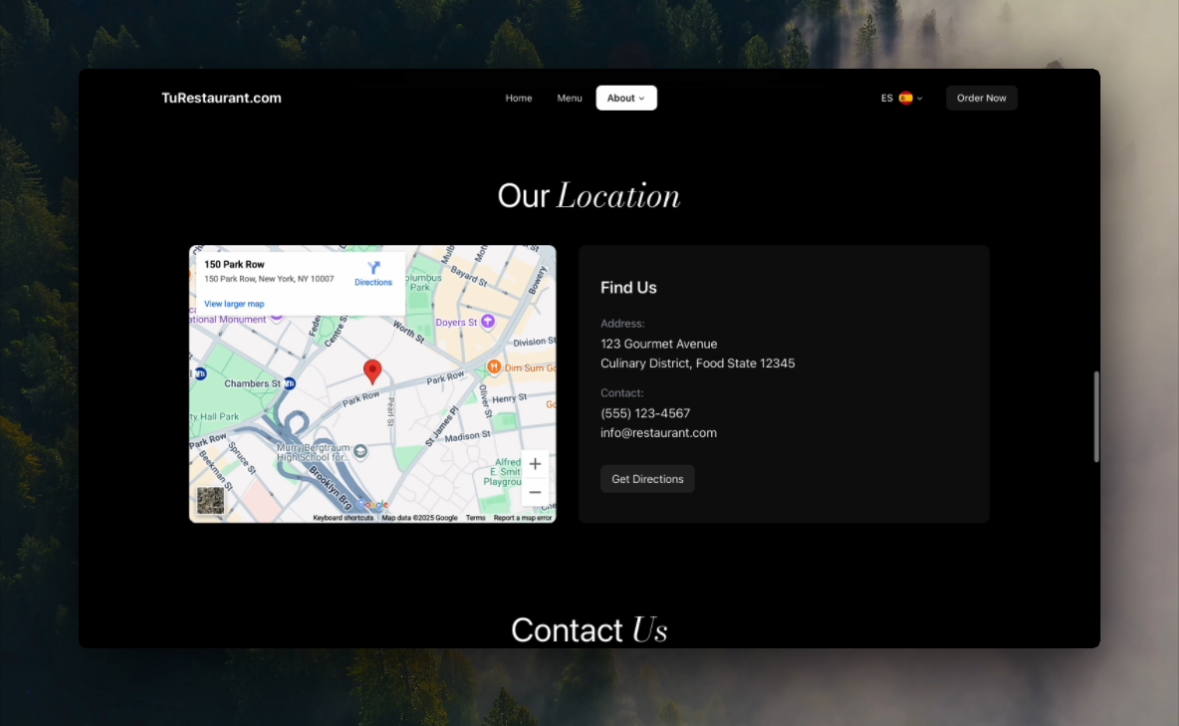 TuRestaurant.com
Home
Menu
About
ES
Order Now
Our Location
150 Park Row
150 Park Row, New York, NY 10007
Directions
View larger map
Columbus
Park
Bayard St
Bowery
ational Monument
Centre S
Worth St
Doyers St
Division St
Dim Sum Go
Chambers St
Park Row
Park Row
Pearl St
Oliver St
Henry St
Go
ty Hall Park
St James Pl
Madison St
Park Row
Spruce St
Beekman St
Murry Bergtraum
High School for...
Brooklyn Brg
Alfred
E. Smit
Playgrou
Google
Keyboard shortcuts
Map data ©2025 Google
Terms
Report a map error
Find Us
Address:
123 Gourmet Avenue
Culinary District, Food State 12345
Contact:
(555) 123-4567
info@restaurant.com
Get Directions
Contact Us